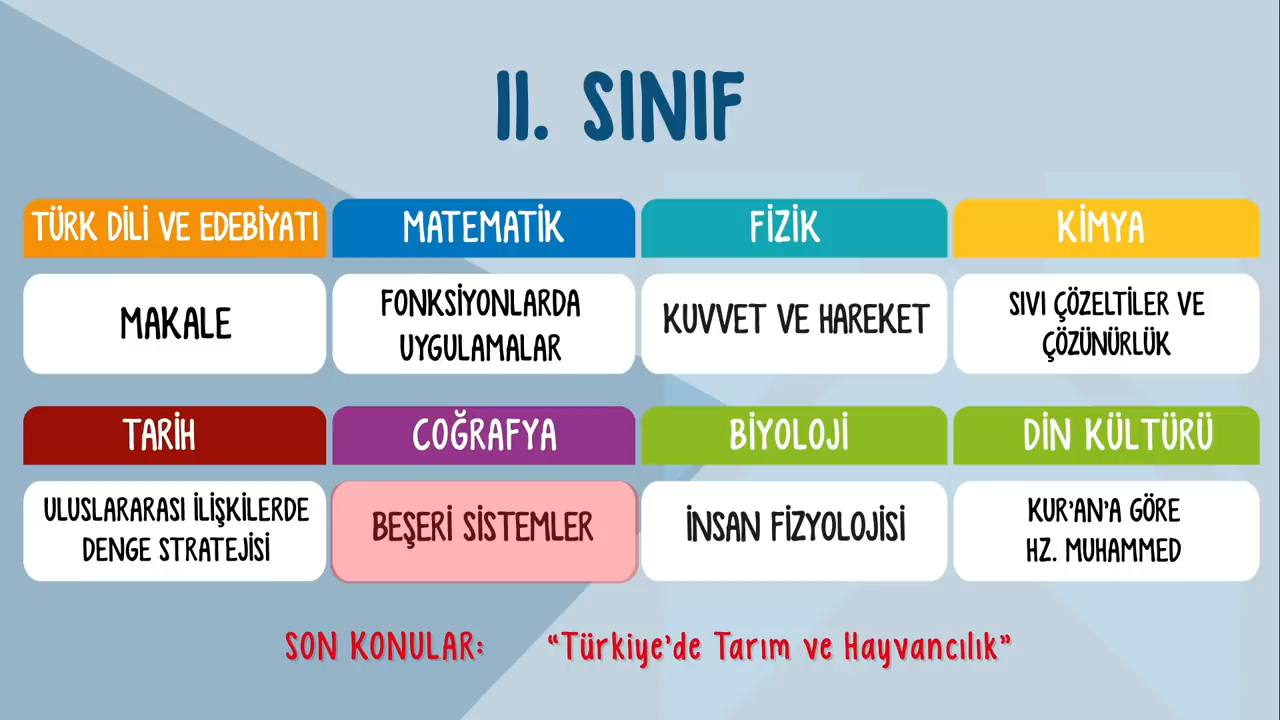 11. SINIF
TÜRK DİLİ VE EDEBİYATI
MATEMATİK
FİZİK
KİMYA
MAKALE
FONKSİYONLARDA
UYGULAMALAR
KUVVET VE HAREKET
SIVI ÇÖZELTİLER VE
ÇÖZÜNÜRLÜK
TARİH
COĞRAFYA
BİYOLOJİ
DİN KÜLTÜRÜ
ULUSLARARASI İLİŞKİLERDE
DENGE STRATEJİSİ
BEŞERİ SİSTEMLER
İNSAN FİZYOLOJİSİ
KUR'AN'A GÖRE
HZ. MUHAMMED
SON KONULAR: “Türkiye'de Tarım ve Hayvancılık”